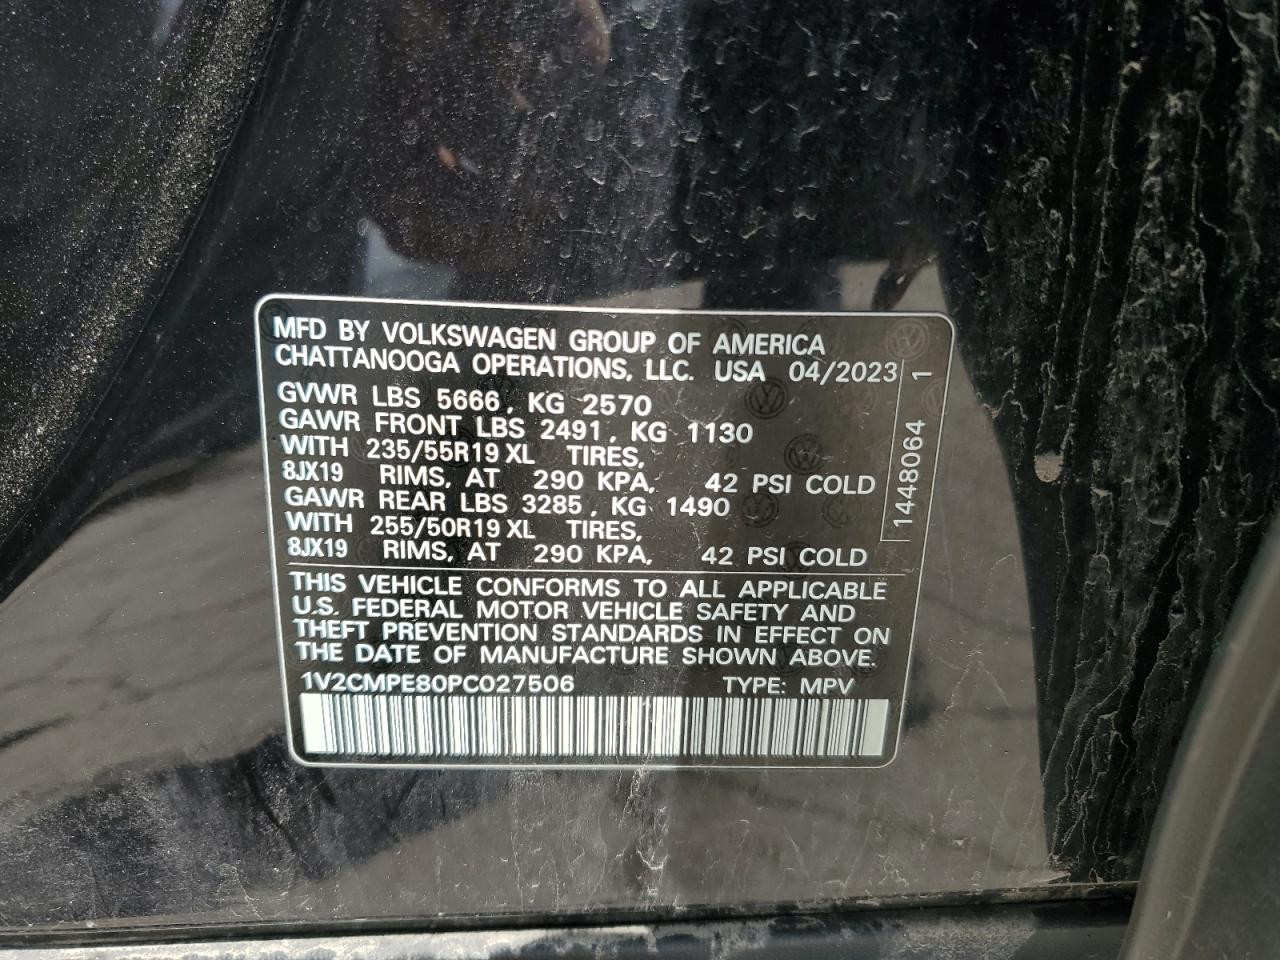 MFD BY VOLKSWAGEN GROUP OF AMERICA
CHATTANOOGA OPERATIONS, LLC. USA 04/2023
GVWR LBS 5666, KG 2570
GAWR FRONT LBS 2491, KG 1130
WITH 235/55R19 XL TIRES,
8JX19 RIMS, AT 290 KPA, 42 PSI COLD
GAWR REAR LBS 3285, KG 1490
WITH 255/50R19 XL TIRES,
8JX19 RIMS, AT 290 KPA, 42 PSI COLD
1448064 1
THIS VEHICLE CONFORMS TO ALL APPLICABLE
U.S. FEDERAL MOTOR VEHICLE SAFETY AND
THEFT PREVENTION STANDARDS IN EFFECT ON
THE DATE OF MANUFACTURE SHOWN ABOVE.
1V2CMPE80PC027506 TYPE: MPV